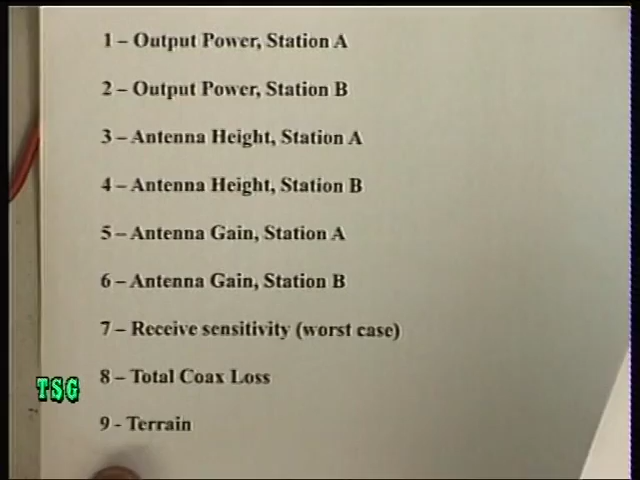 1 – Output Power, Station A
2 – Output Power, Station B
3 – Antenna Height, Station A
4 – Antenna Height, Station B
5 – Antenna Gain, Station A
6 – Antenna Gain, Station B
7 – Receive sensitivity (worst case)
8 – Total Coax Loss
9 - Terrain
TSG